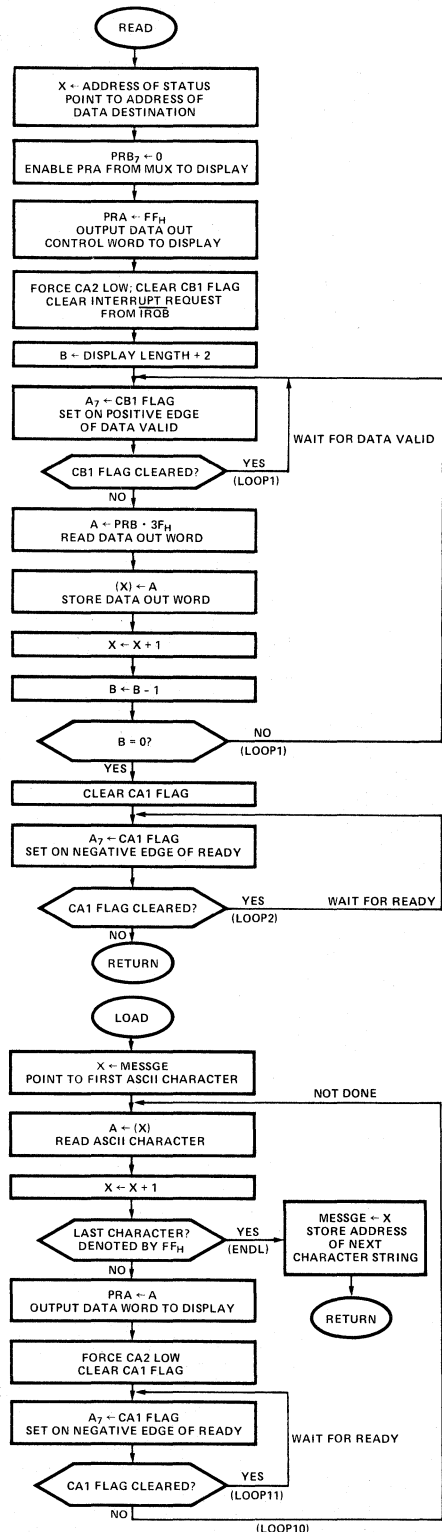 READ
X ← ADDRESS OF STATUS
POINT TO ADDRESS OF
DATA DESTINATION
PRB₇ ← 0
ENABLE PRA FROM MUX TO DISPLAY
PRA ← FF_H
OUTPUT DATA OUT
CONTROL WORD TO DISPLAY
FORCE CA2 LOW; CLEAR CB1 FLAG
CLEAR INTERRUPT REQUEST
FROM I̅R̅Q̅B̅
B ← DISPLAY LENGTH + 2
A₇ ← CB1 FLAG
SET ON POSITIVE EDGE
OF DATA VALID
WAIT FOR DATA VALID
CB1 FLAG CLEARED?
YES
(LOOP1)
NO
A ← PRB · 3F_H
READ DATA OUT WORD
(X) ← A
STORE DATA OUT WORD
X ← X + 1
B ← B - 1
B = 0?
NO
(LOOP1)
YES
CLEAR CA1 FLAG
A₇ ← CA1 FLAG
SET ON NEGATIVE EDGE OF READY
CA1 FLAG CLEARED?
YES
(LOOP2)
WAIT FOR READY
NO
RETURN
LOAD
X ← MESSGE
POINT TO FIRST ASCII CHARACTER
NOT DONE
A ← (X)
READ ASCII CHARACTER
X ← X + 1
LAST CHARACTER?
DENOTED BY FF_H
YES
(ENDL)
MESSGE ← X
STORE ADDRESS
OF NEXT
CHARACTER STRING
RETURN
NO
PRA ← A
OUTPUT DATA WORD TO DISPLAY
FORCE CA2 LOW
CLEAR CA1 FLAG
A₇ ← CA1 FLAG
SET ON NEGATIVE EDGE OF READY
WAIT FOR READY
CA1 FLAG CLEARED?
YES
(LOOP11)
NO
(LOOP10)